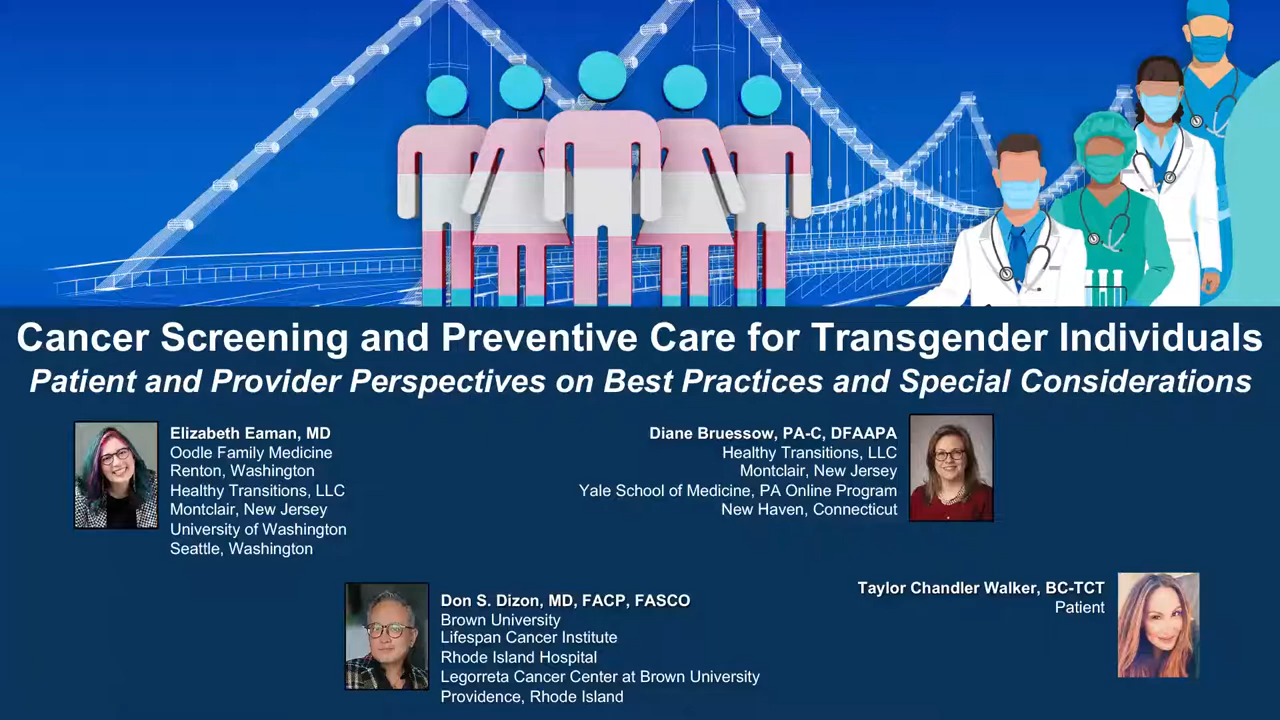 Cancer Screening and Preventive Care for Transgender Individuals
Patient and Provider Perspectives on Best Practices and Special Considerations
Elizabeth Eaman, MD
Oodle Family Medicine
Renton, Washington
Healthy Transitions, LLC
Montclair, New Jersey
University of Washington
Seattle, Washington
Diane Bruessow, PA-C, DFAAPA
Healthy Transitions, LLC
Montclair, New Jersey
Yale School of Medicine, PA Online Program
New Haven, Connecticut
Don S. Dizon, MD, FACP, FASCO
Brown University
Lifespan Cancer Institute
Rhode Island Hospital
Legorreta Cancer Center at Brown University
Providence, Rhode Island
Taylor Chandler Walker, BC-TCT
Patient